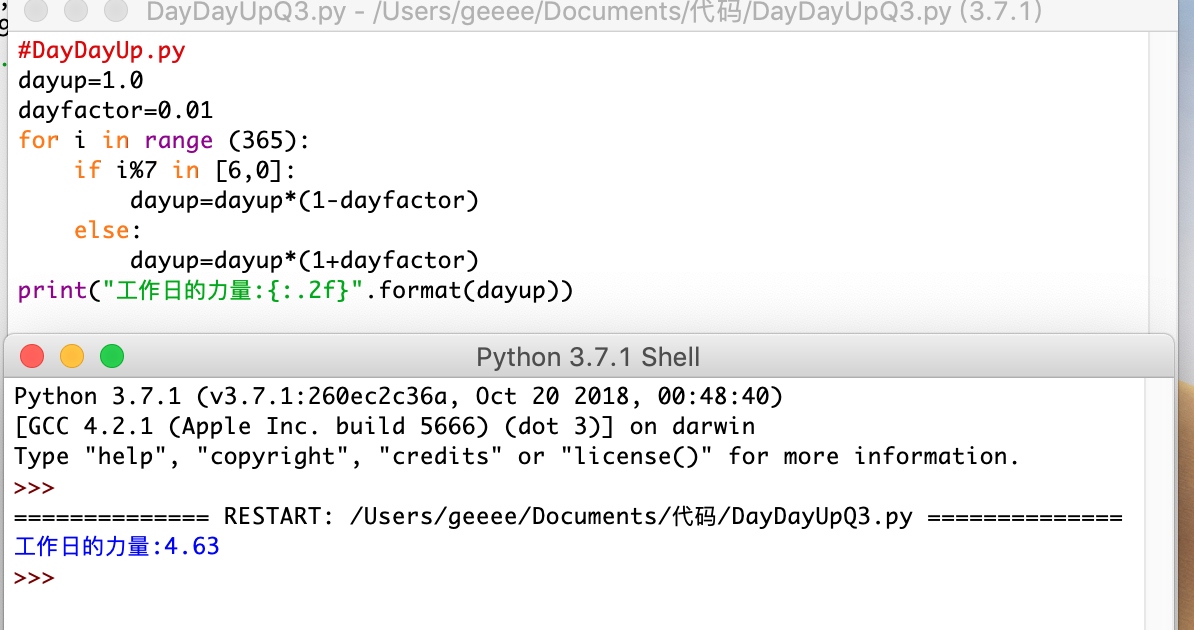 DayDayUpQ3.py - /Users/geeee/Documents/代码/DayDayUpQ3.py (3.7.1)
#DayDayUp.py
dayup=1.0
dayfactor=0.01
for i in range (365):
    if i%7 in [6,0]:
        dayup=dayup*(1-dayfactor)
    else:
        dayup=dayup*(1+dayfactor)
print("工作日的力量:{:.2f}".format(dayup))
Python 3.7.1 Shell
Python 3.7.1 (v3.7.1:260ec2c36a, Oct 20 2018, 00:48:40)
[GCC 4.2.1 (Apple Inc. build 5666) (dot 3)] on darwin
Type "help", "copyright", "credits" or "license()" for more information.
>>>
============== RESTART: /Users/geeee/Documents/代码/DayDayUpQ3.py ==============
工作日的力量:4.63
>>>